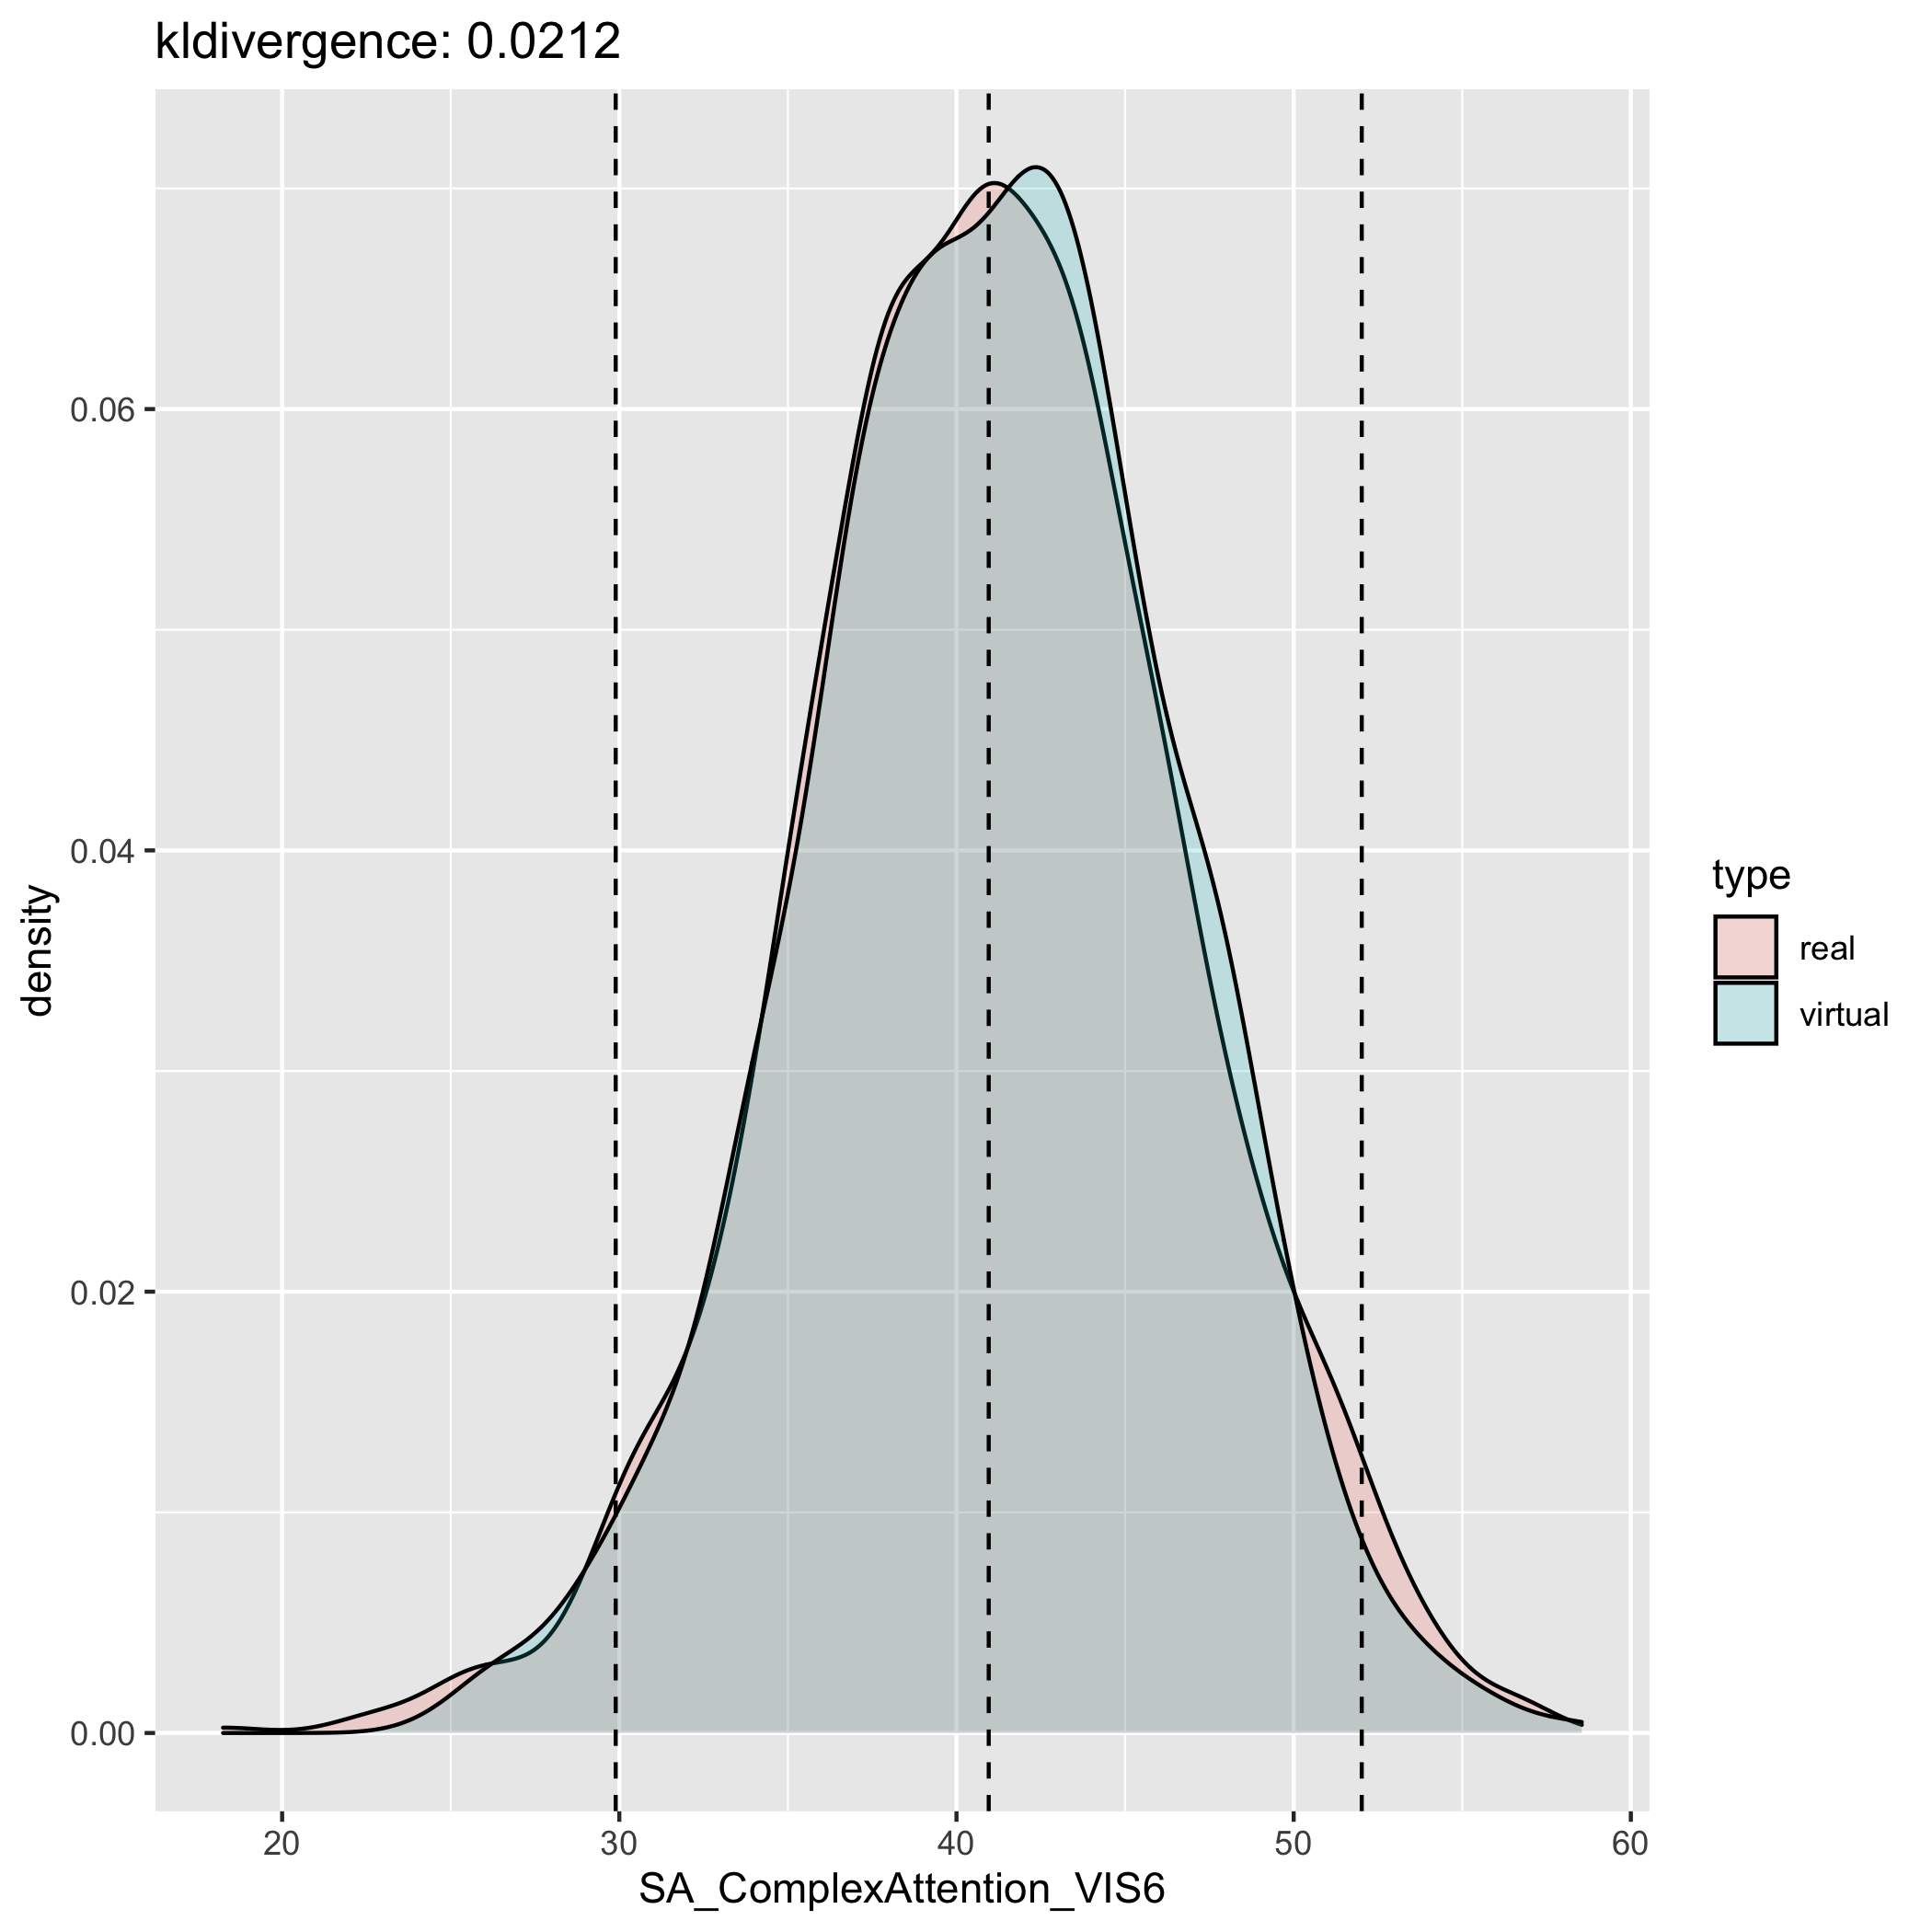 kldivergence: 0.0212
density
0.06
0.04
0.02
0.00
20 30 40 50 60
SA_ComplexAttention_VIS6
type
real
virtual